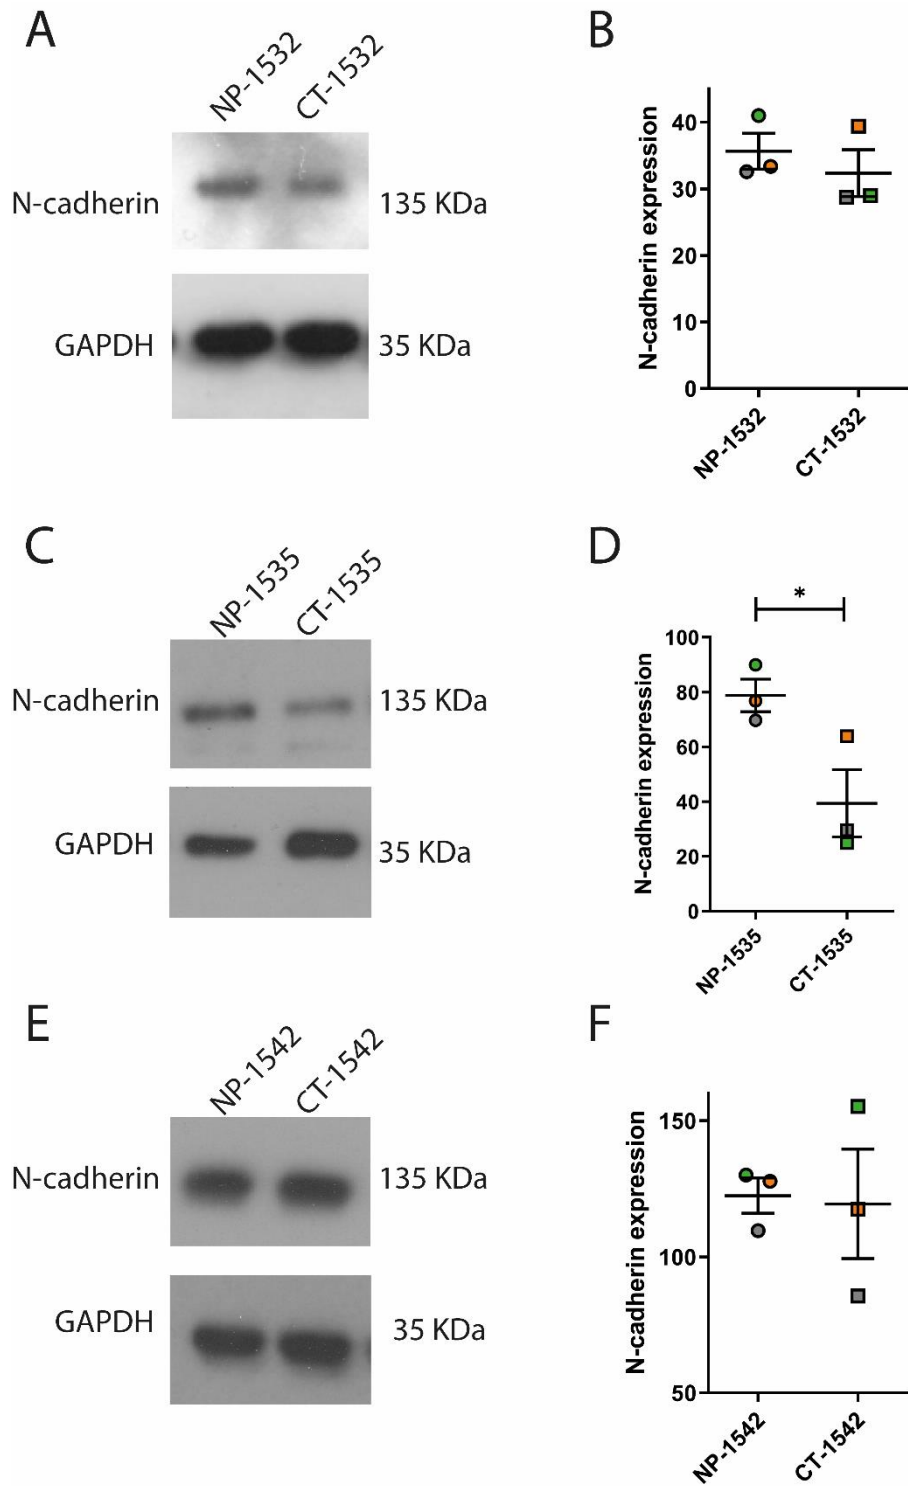 A
NP-1532
CT-1532
N-cadherin
135 KDa
GAPDH
35 KDa
B
N-cadherin expression
40
30
20
10
0
NP-1532
CT-1532
C
NP-1535
CT-1535
N-cadherin
135 KDa
GAPDH
35 KDa
D
*
N-cadherin expression
100
80
60
40
20
0
NP-1535
CT-1535
E
NP-1542
CT-1542
N-cadherin
135 KDa
GAPDH
35 KDa
F
N-cadherin expression
150
100
50
NP-1542
CT-1542